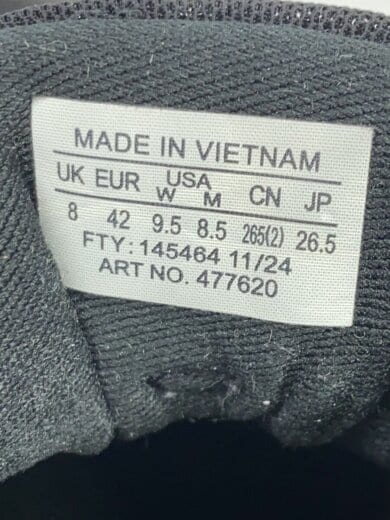 MADE IN VIETNAM
UK EUR USA CN JP
W M
8 42 9.5 8.5 265(2) 26.5
FTY: 145464 11/24
ART NO. 477620